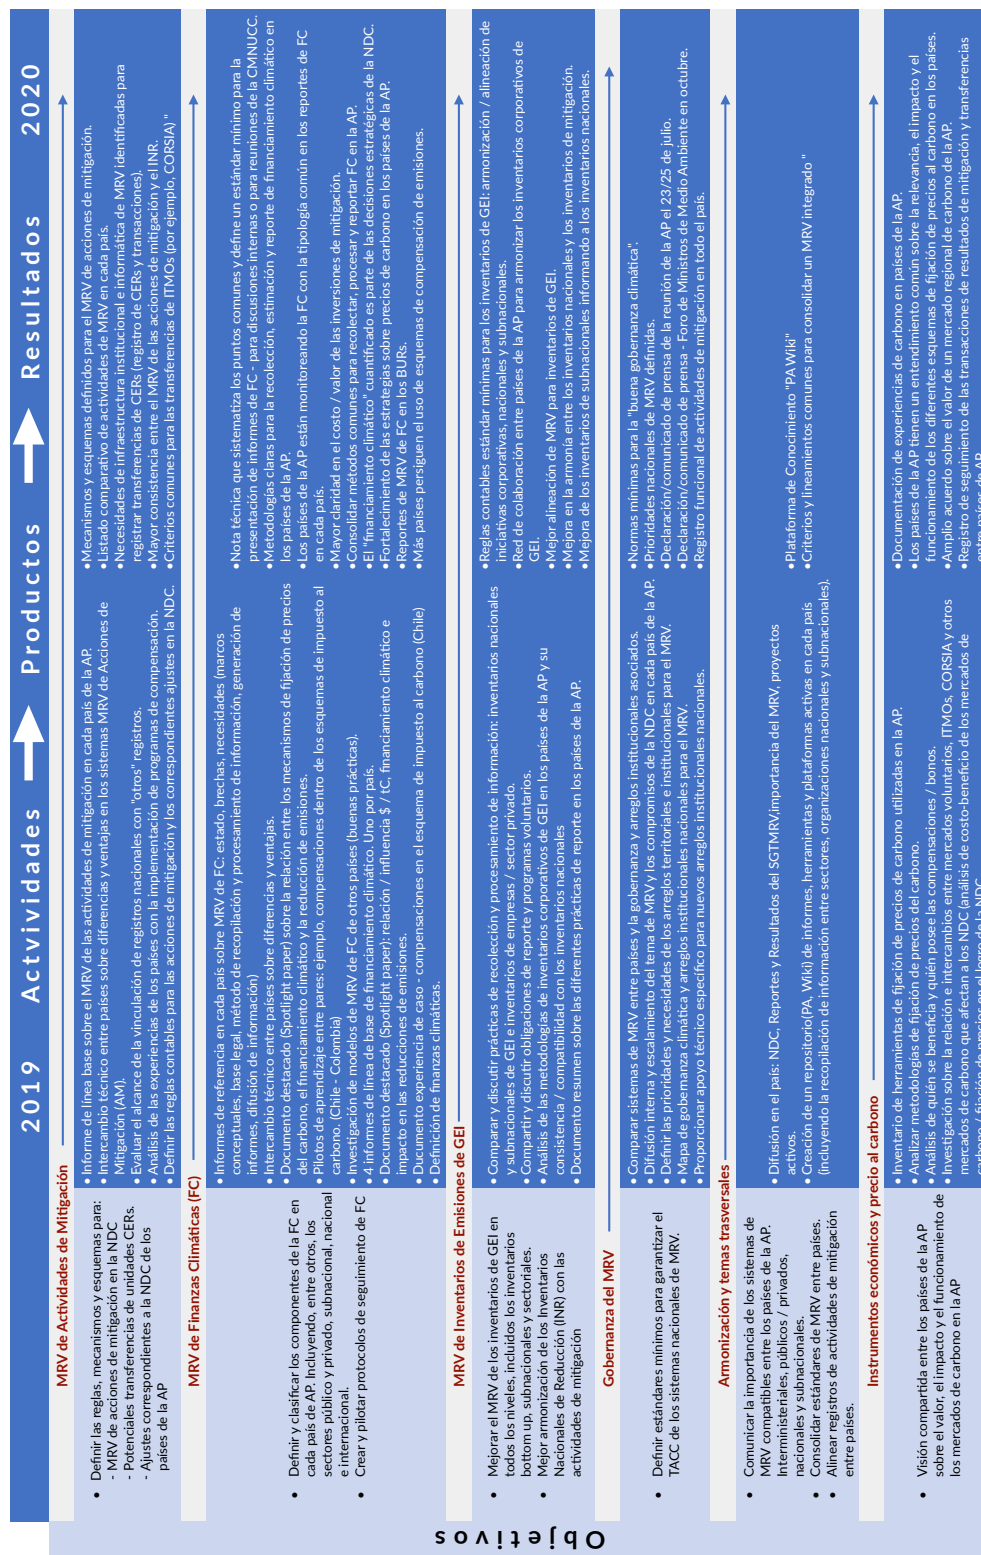 2019 Actvidades Productos Resultados 2020
Objetivos
MRV de Actividades de Mitigación
• Definir las reglas, mecanismos y esquemas para:
- MRV de acciones de mitigación en la NDC
- Potenciales transferencias de unidades CERs.
- Ajustes correspondientes a la NDC de los
países de la AP
• Informe de línea base sobre el MRV de las actividades de mitigación en cada país de la AP.
• Intercambio técnico entre países sobre diferencias y ventajas en los sistemas MRV de Acciones de
Mitigación (AM).
• Evaluar el alcance de la vinculación de registros nacionales con "otros" registros.
• Análisis de las experiencias de los países con la implementación de programas de compensación.
• Definir las reglas contables para las acciones de mitigación y los correspondientes ajustes en la NDC.
•Mecanismos y esquemas definidos para el MRV de acciones de mitigación.
•Listado comparativo de actividades de MRV en cada país.
•Necesidades de infraestructura institucional e informática de MRV identificadas para
registrar transferencias de CERs (registro de CERs y transacciones).
•Mayor consistencia entre el MRV de las acciones de mitigación y el INR.
•Criterios comunes para las transferencias de ITMOs (por ejemplo, CORSIA) "
MRV de Finanzas Climáticas (FC)
• Definir y clasificar los componentes de la FC en
cada país de AP. Incluyendo, entre otros, los
sectores público y privado, subnacional, nacional
e internacional.
• Crear y pilotar protocolos de seguimiento de FC
• Informes de referencia en cada país sobre MRV de FC: estado, brechas, necesidades (marcos
conceptuales, base legal, método de recopilación y procesamiento de información, generación de
informes, difusión de información)
• Intercambio técnico entre países sobre diferencias y ventajas.
• Documento destacado (Spotlight paper) sobre la relación entre los mecanismos de fijación de precios
del carbono, el financiamiento climático y la reducción de emisiones.
• Pilotos de aprendizaje entre pares: ejemplo, compensaciones dentro de los esquemas de impuesto al
carbono. (Chile - Colombia)
• Investigación de modelos de MRV de FC de otros países (buenas prácticas).
• 4 informes de línea de base de financiamiento climático. Uno por país.
• Documento destacado (Spotlight paper): relación / influencia $ / tC, financiamiento climático e
impacto en las reducciones de emisiones.
• Ducumento experiencia de caso - compensaciones en el esquema de impuesto al carbono (Chile)
• Definición de finanzas climáticas.
•Nota técnica que sistematiza los puntos comunes y define un estándar mínimo para la
presentación de informes de FC - para discusiones internas o para reuniones de la CMNUCC.
•Metodologías claras para la recolección, estimación y reporte de financiamiento climático en
los países de la AP.
•Los países de la AP están monitoreando la FC con la tipología común en los reportes de FC
en cada país.
•Mayor claridad en el costo / valor de las inversiones de mitigación.
•Consolidar métodos comunes para recolectar, procesar y reportar FC en la AP.
•El "financiamiento climático" cuantificado es parte de las decisiones estratégicas de la NDC.
•Fortalecimiento de las estrategias sobre precios de carbono en los países de la AP.
•Reportes de MRV de FC en los BURs.
•Más países persiguen el uso de esquemas de compensación de emisiones.
MRV de Inventarios de Emisiones de GEI
• Mejorar el MRV de los inventarios de GEI en
todos los niveles, incluidos los inventarios
bottom up, subnacionales y sectoriales.
• Mejor armonización de los Inventarios
Nacionales de Reducción (INR) con las
actividades de mitigación
• Comparar y discutir prácticas de recolección y procesamiento de información: inventarios nacionales
y subnacionales de GEI e inventarios de empresas / sector privado.
• Compartir y discutir obligaciones de reporte y programas voluntarios.
• Análisis de las metodologías de inventarios corporativos de GEI en los países de la AP y su
consistencia / compatibilidad con los inventarios nacionales
• Documento resumen sobre las diferentes prácticas de reporte en los países de la AP.
•Reglas contables estándar mínimas para los inventarios de GEI: armonización / alineación de
iniciativas corporativas, nacionales y subnacionales.
•Red de colaboración entre países de la AP para armonizar los inventarios corporativos de
GEI.
•Mejor alineación de MRV para inventarios de GEI.
•Mejora en la armonía entre los inventarios nacionales y los inventarios de mitigación.
•Mejora de los inventarios de subnacionales informando a los inventarios nacionales.
Gobernanza del MRV
• Definir estándares mínimos para garantizar el
TACC de los sistemas nacionales de MRV.
• Comparar sistemas de MRV entre países y la gobernanza y arreglos institucionales asociados.
• Difusión interna y escalamiento del tema de MRV y los compromisos de la NDC en cada país de la AP.
• Definir las prioridades y necesidades de los arreglos territoriales e institucionales para el MRV.
• Mapa de gobernanza climática y arreglos institucionales nacionales para el MRV.
• Proporcionar apoyo técnico específico para nuevos arreglos institucionales nacionales.
•Normas mínimas para la "buena gobernanza climática".
•Prioridades nacionales de MRV definidas.
•Declaración/comunicado de prensa de la reunión de la AP el 23/25 de julio.
•Declaración/comunicado de prensa - Foro de Ministros de Medio Ambiente en octubre.
•Registro funcional de actividades de mitigación en todo el país.
Armonización y temas trasversales
• Comunicar la importancia de los sistemas de
MRV compatibles entre los países de la AP.
Interministeriales, públicos / privados,
nacionales y subnacionales.
• Consolidar estándares de MRV entre países.
• Alinear registros de actividades de mitigación
entre países.
• Difusión en el país: NDC, Reportes y Resultados del SGTMRV/importancia del MRV, proyectos
activos.
• Creación de un repositorio(PA, Wiki) de informes, herramientas y plataformas activas en cada país
(incluyendo la recopilación de información entre sectores, organizaciones nacionales y subnacionales).
•Plataforma de Conocimiento "PA Wiki"
•Criterios y lineamientos comunes para consolidar un MRV integrado "
Instrumentos económicos y precio al carbono
• Visión compartida entre los países de la AP
sobre el valor, el impacto y el funcionamiento de
los mercados de carbono en la AP
• Inventario de herramientas de fijación de precios de carbono utilizadas en la AP.
• Analizar metodologías de fijación de precios del carbono.
• Análisis de quién se beneficia y quién posee las compensaciones / bonos.
• Investigación sobre la relación e intercambios entre mercados voluntarios, ITMOs, CORSIA y otros
mercados de carbono que afectan a los NDC (análisis de costo-beneficio de los mercados de
carbono / fijación de precios en el logro de la NDC
•Documentación de experiencias de carbono en países de la AP.
•Los países de la AP tienen un entendimiento común sobre la relevancia, el impacto y el
funcionamiento de los diferentes esquemas de fijación de precios al carbono en los países.
•Amplio acuerdo sobre el valor de un mercado regional de carbono de la AP.
•Registro de seguimiento de las transacciones de resultados de mitigación y transferencias
entre países de AP